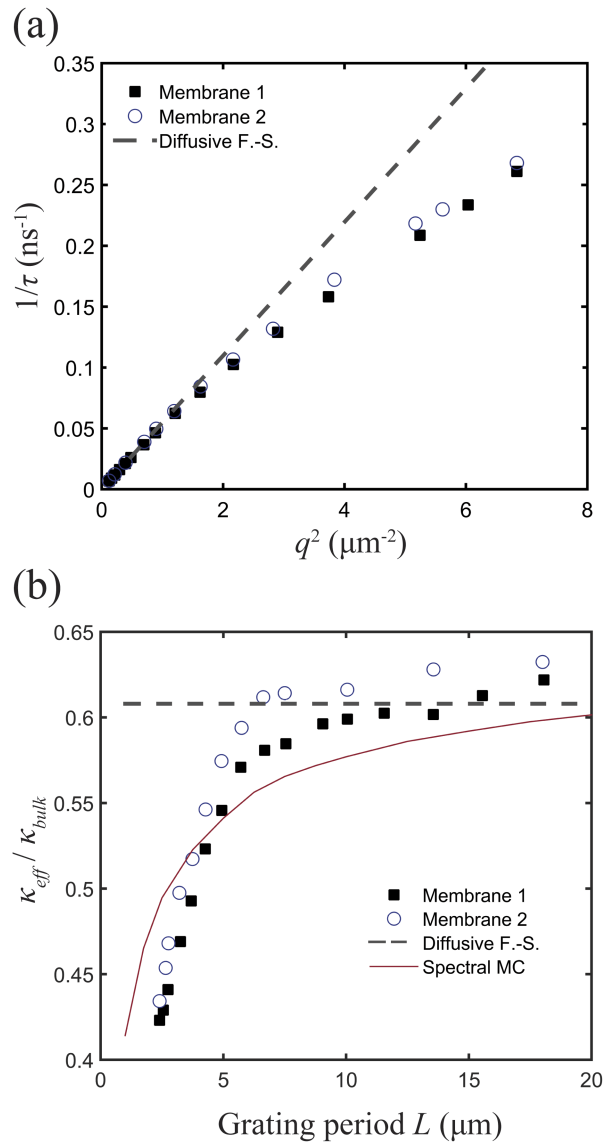 (a)
0.35
0.3
0.25
0.2
0.15
0.1
0.05
0
1/τ (ns⁻¹)
Membrane 1
Membrane 2
Diffusive F.-S.
0 2 4 6 8
q² (μm⁻²)
(b)
0.65
0.6
0.55
0.5
0.45
0.4
κeff / κbulk
Membrane 1
Membrane 2
Diffusive F.-S.
Spectral MC
0 5 10 15 20
Grating period L (μm)